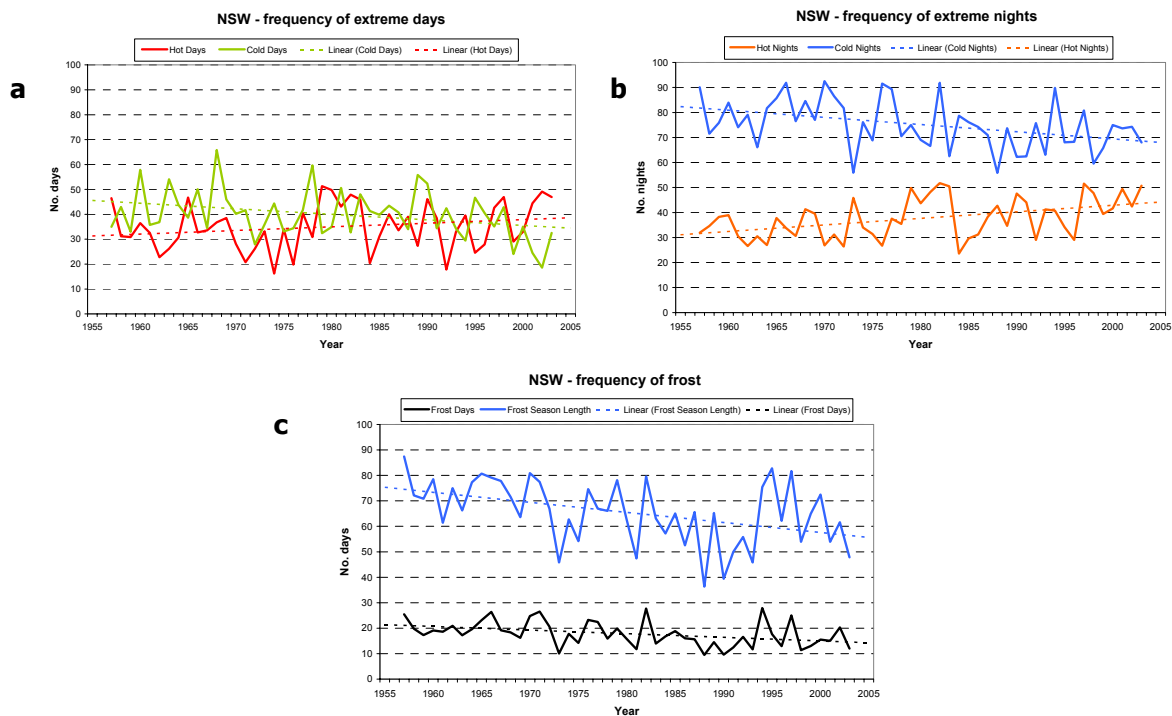 NSW - frequency of extreme days
Hot Days Cold Days Linear (Cold Days) Linear (Hot Days)
a
No. days
100
90
80
70
60
50
40
30
20
10
0
1955 1960 1965 1970 1975 1980 1985 1990 1995 2000 2005
Year
NSW - frequency of extreme nights
Hot Nights Cold Nights Linear (Cold Nights) Linear (Hot Nights)
b
No. nights
100
90
80
70
60
50
40
30
20
10
0
1955 1960 1965 1970 1975 1980 1985 1990 1995 2000 2005
Year
NSW - frequency of frost
Frost Days Frost Season Length Linear (Frost Season Length) Linear (Frost Days)
c
No. days
100
90
80
70
60
50
40
30
20
10
0
1955 1960 1965 1970 1975 1980 1985 1990 1995 2000 2005
Year